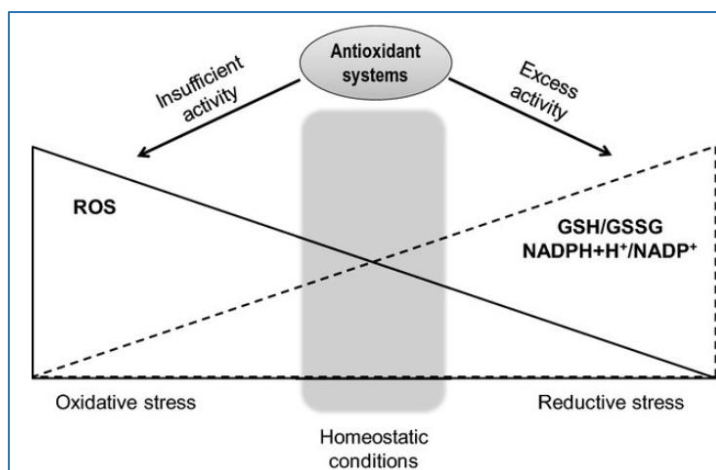 Antioxidant
systems
Insufficient
activity
Excess
activity
ROS
GSH/GSSG
NADPH+H⁺/NADP⁺
Oxidative stress
Reductive stress
Homeostatic
conditions